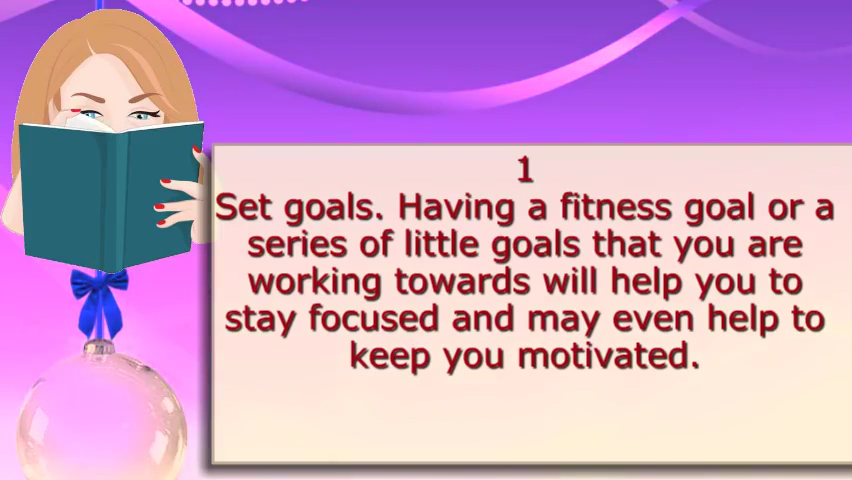 1
Set goals. Having a fitness goal or a
series of little goals that you are
working towards will help you to
stay focused and may even help to
keep you motivated.